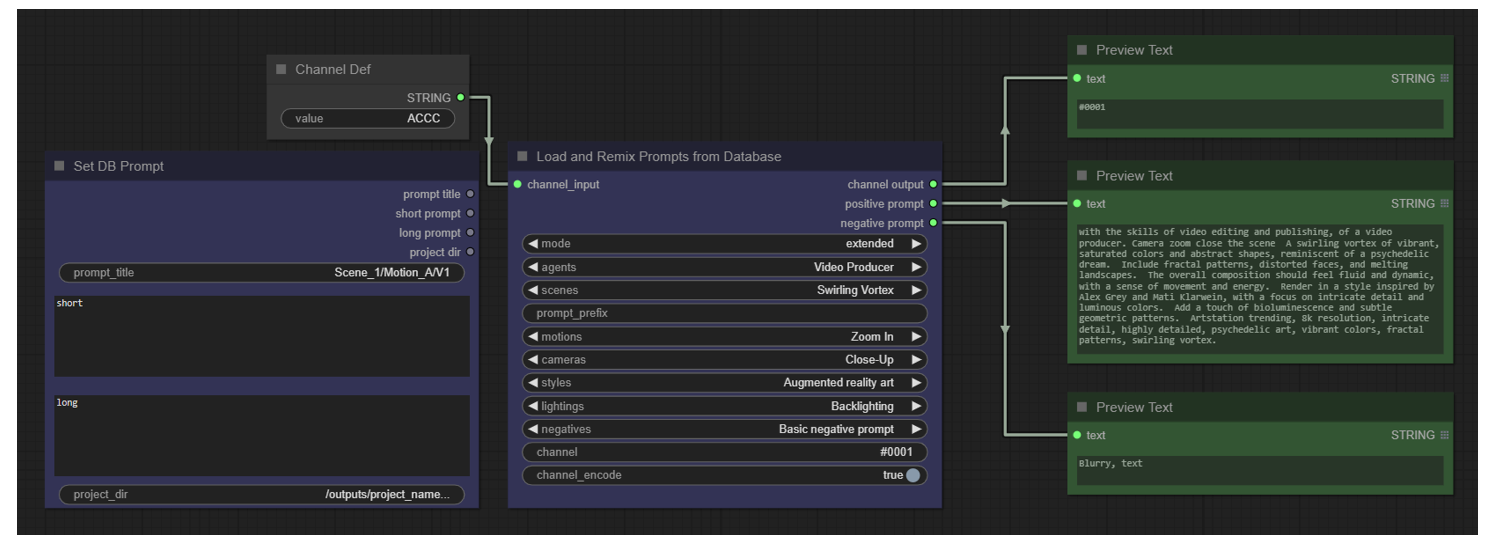 Channel Def
STRING
value ACCC
Set DB Prompt
prompt title
short prompt
long prompt
project dir
prompt_title Scene_1/Motion_A/V1
short
long
project_dir /outputs/project_name...
Load and Remix Prompts from Database
channel_input channel output
positive prompt
negative prompt
mode extended
agents Video Producer
scenes Swirling Vortex
prompt_prefix
motions Zoom In
cameras Close-Up
styles Augmented reality art
lightings Backlighting
negatives Basic negative prompt
channel #0001
channel_encode true
Preview Text
text STRING
#0001
Preview Text
text STRING
with the skills of video editing and publishing, of a video
producer. Camera zoom close the scene A swirling vortex of vibrant,
saturated colors and abstract shapes, reminiscent of a psychedelic
dream. Include fractal patterns, distorted faces, and melting
landscapes. The overall composition should feel fluid and dynamic,
with a sense of movement and energy. Render in a style inspired by
Alex Grey and Mati Klarwein, with a focus on intricate detail and
luminous colors. Add a touch of bioluminescence and subtle
geometric patterns. Artstation trending, 8k resolution, intricate
detail, highly detailed, psychedelic art, vibrant colors, fractal
patterns, swirling vortex.
Preview Text
text STRING
Blurry, text